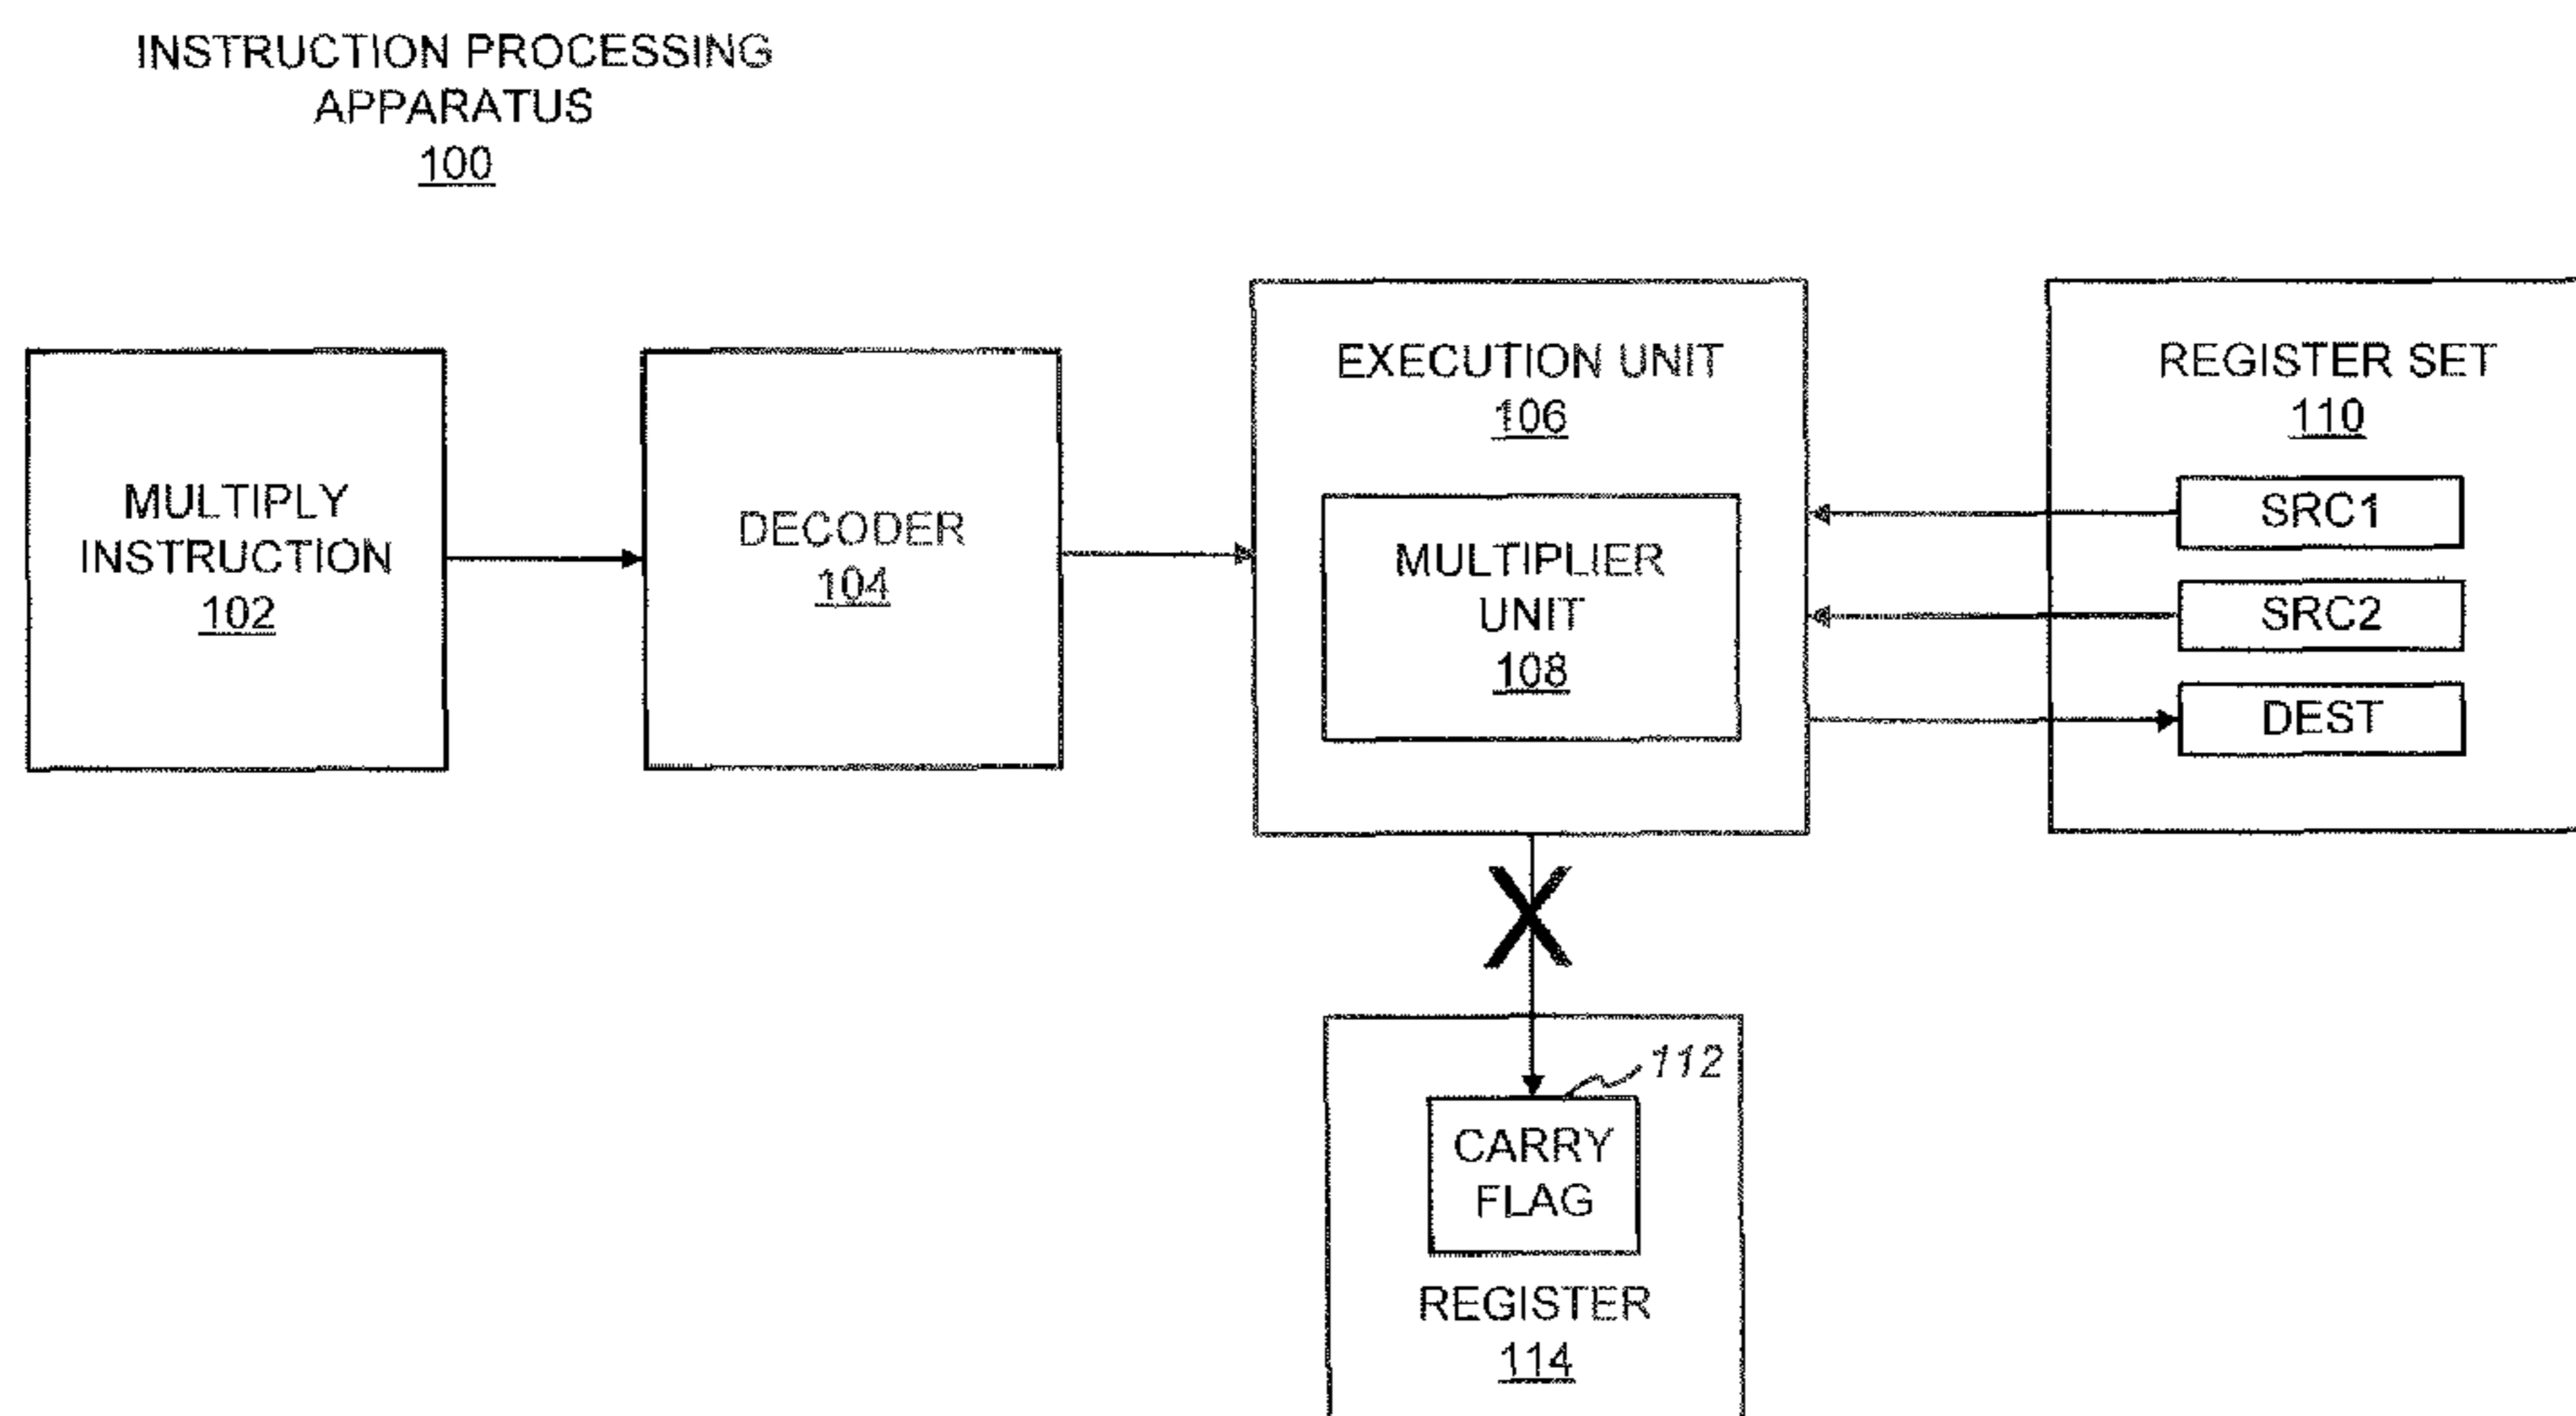 INSTRUCTION PROCESSING
APPARATUS
100
MULTIPLY
INSTRUCTION
102
DECODER
104
EXECUTION UNIT
106
MULTIPLIER
UNIT
108
REGISTER SET
110
SRC1
SRC2
DEST
X
112
CARRY
FLAG
REGISTER
114